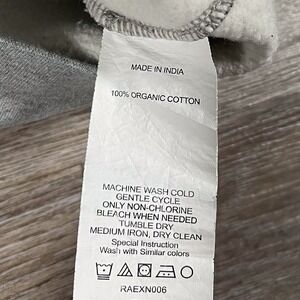 MADE IN INDIA
100% ORGANIC COTTON
MACHINE WASH COLD
GENTLE CYCLE
ONLY NON-CHLORINE
BLEACH WHEN NEEDED
TUMBLE DRY
MEDIUM IRON, DRY CLEAN
Special Instruction
Wash with Similar colors
RAEXN006